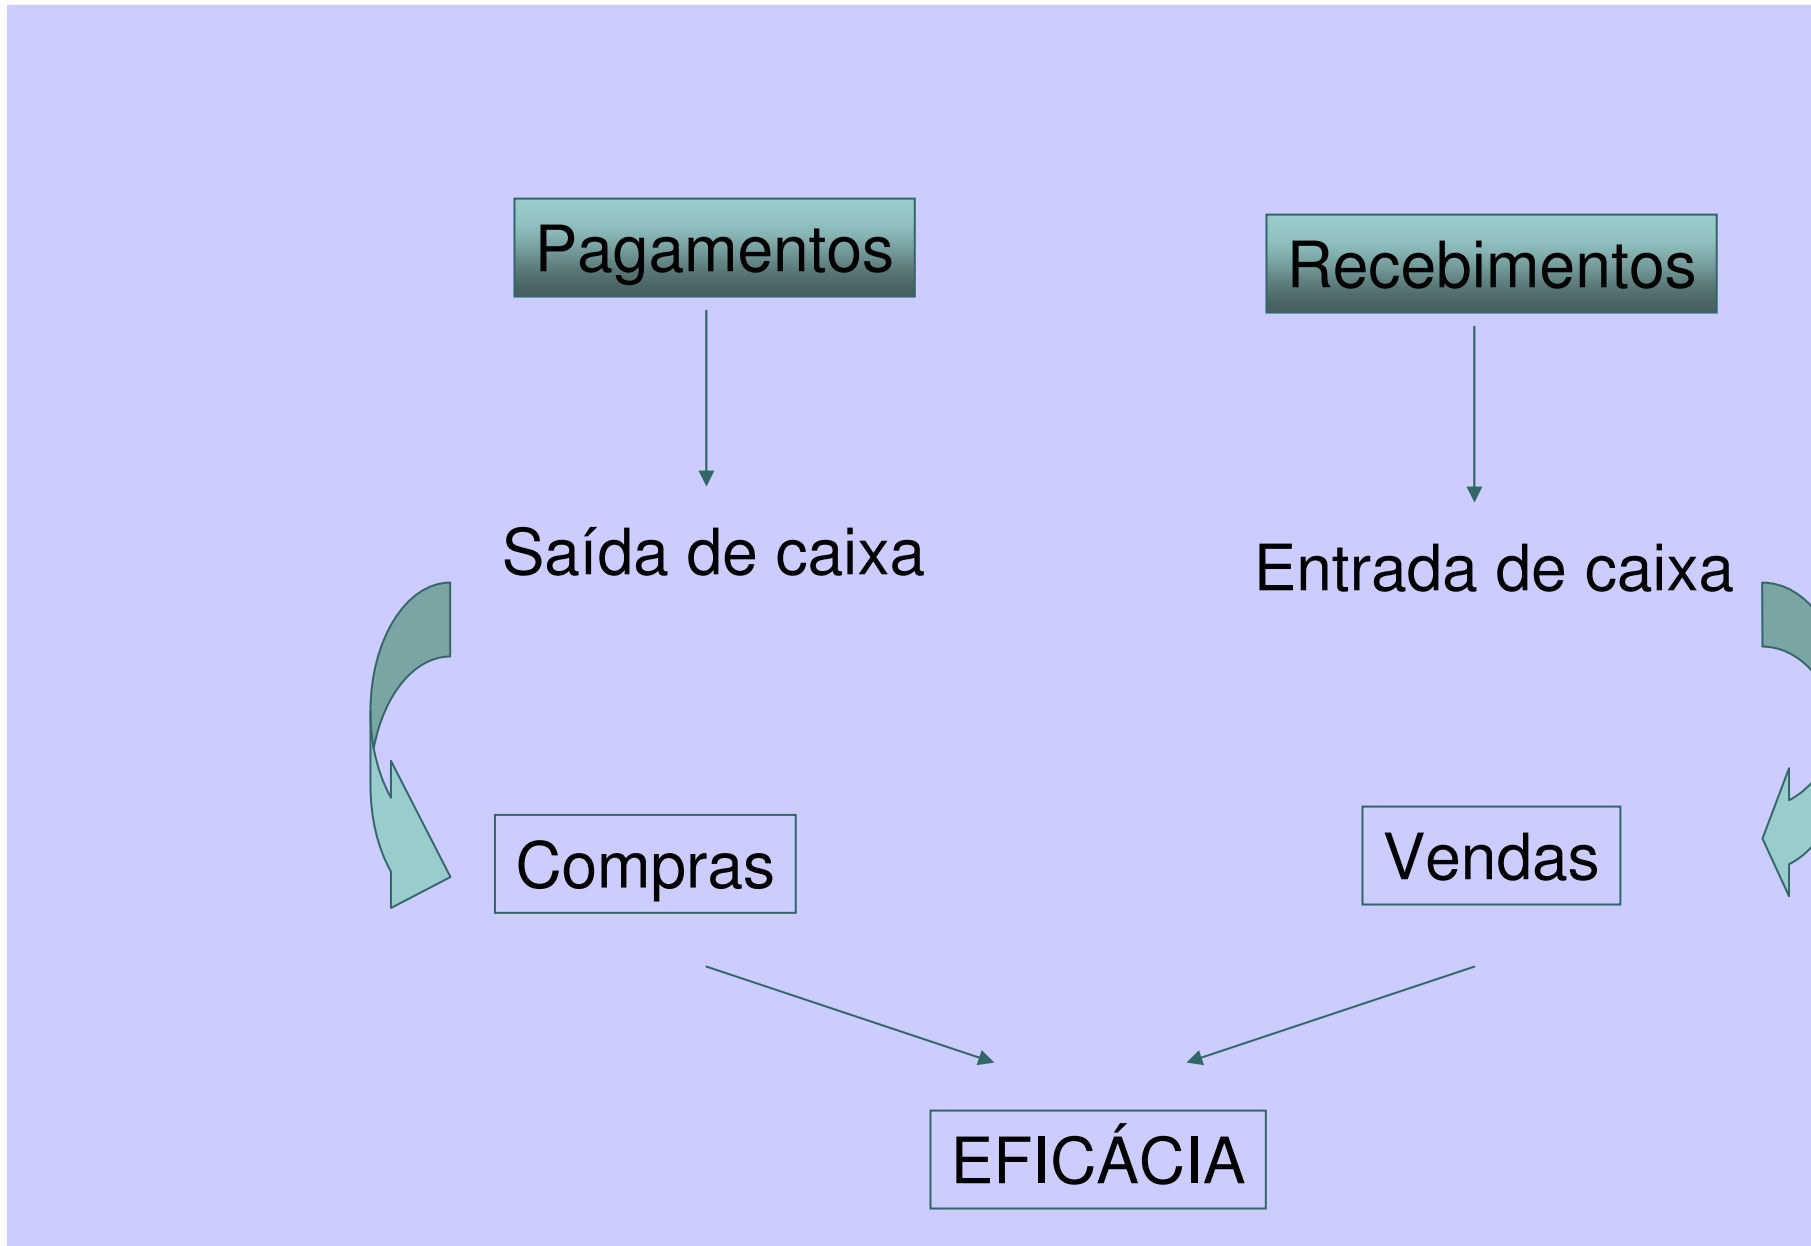 Pagamentos
Recebimentos
Saída de caixa
Entrada de caixa
Compras
Vendas
EFICÁCIA